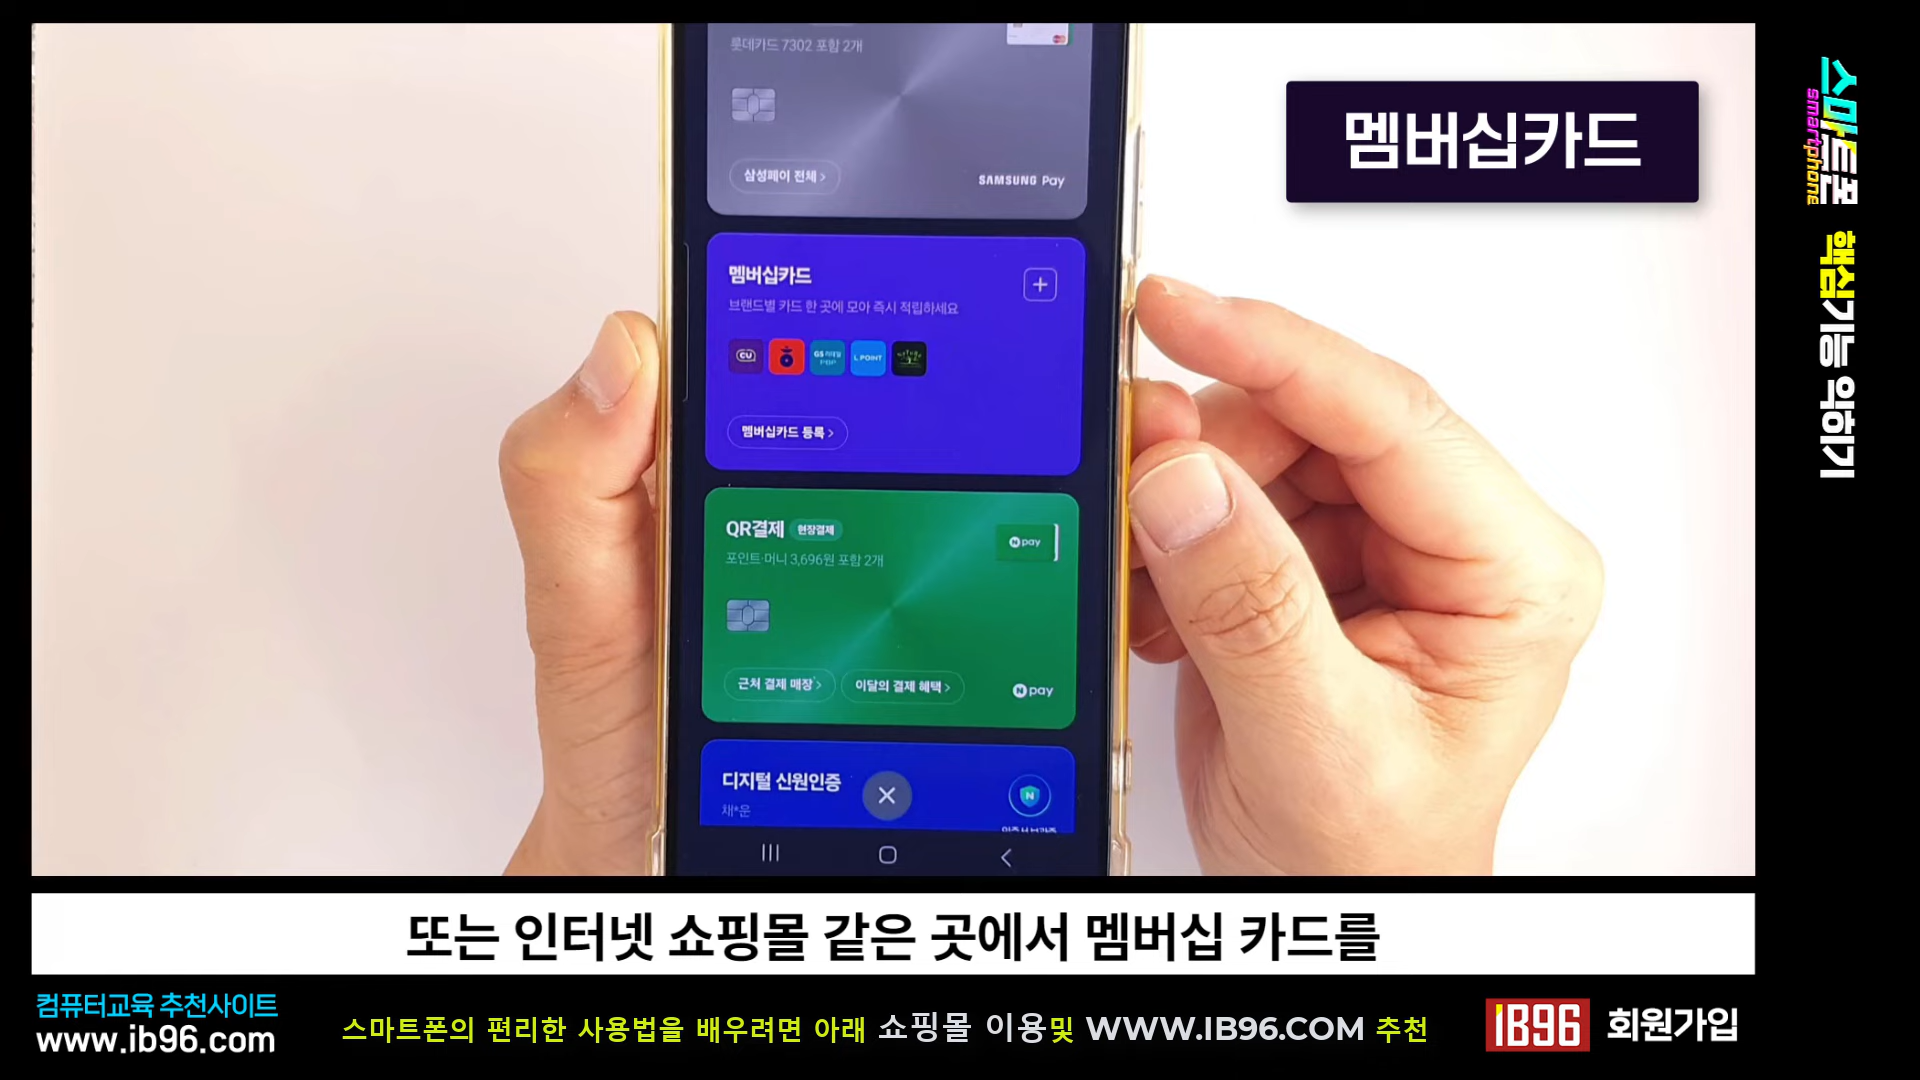 롯데카드 7302 포함 2개
삼성페이 전체 >
SAMSUNG Pay
멤버십카드
멤버십카드
브랜드별 카드 한 곳에 모아 즉시 적립하세요
CU
GS리테일 POP
L.POINT
멤버십카드 등록 >
QR결제 현장결제
포인트·머니 3,696원 포함 2개
N pay
근처 결제 매장 >
이달의 결제 혜택 >
N pay
디지털 신원인증
채*운
N
스마트폰
smartphone
핵심기능 익히기
또는 인터넷 쇼핑몰 같은 곳에서 멤버십 카드를
컴퓨터교육 추천사이트
www.ib96.com
스마트폰의 편리한 사용법을 배우려면 아래 쇼핑몰 이용및 WWW.IB96.COM 추천
IB96 회원가입